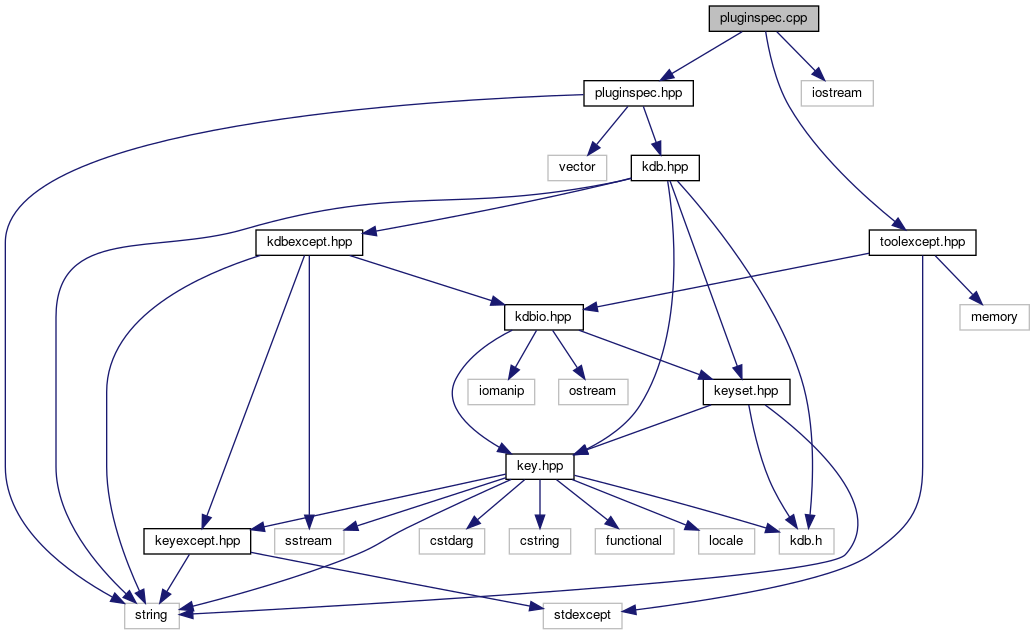 pluginspec.cpp
pluginspec.hpp
iostream
vector
kdb.hpp
kdbexcept.hpp
toolexcept.hpp
kdbio.hpp
memory
iomanip
ostream
keyset.hpp
key.hpp
keyexcept.hpp
sstream
cstdarg
cstring
functional
locale
kdb.h
string
stdexcept